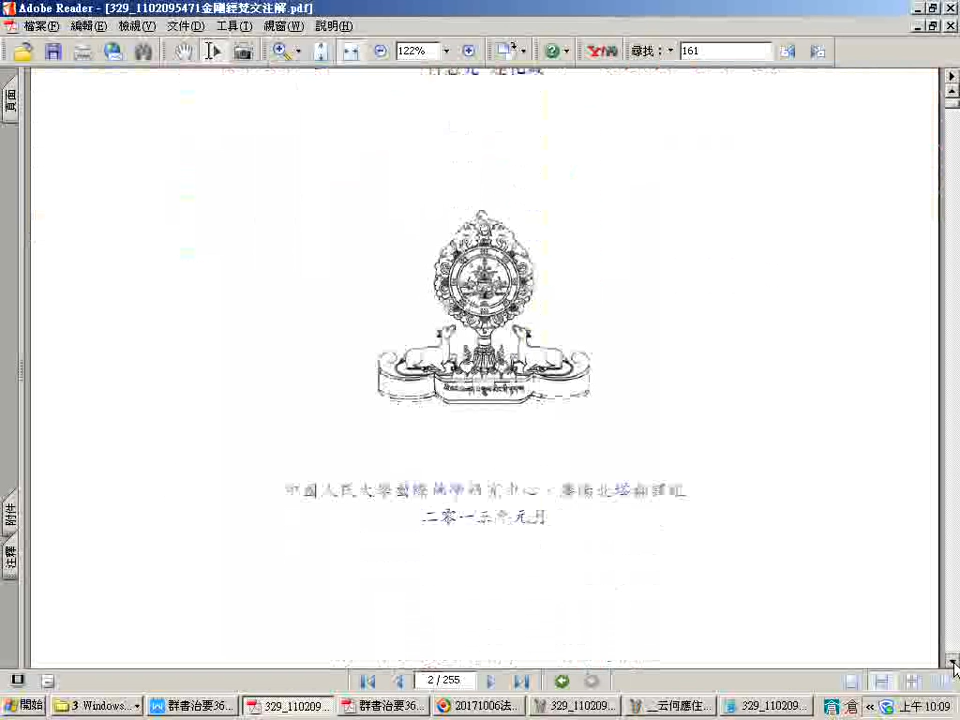 Adobe Reader - [329_1102095471金剛經梵文注解.pdf]
檔案(F) 編輯(E) 檢視(V) 文件(D) 工具(T) 視窗(W) 說明(H)
122% 尋找： 161
頁面
附件
注釋
中國人民大學國際佛學研究中心、瀋陽北塔翻譯組
二零一三年元月
2 / 255
開始 3 Windows... 群書治要36... 329_110209... 群書治要36... 20171006法... 329_110209... __云何應住... 329_110209... 上午 10:09